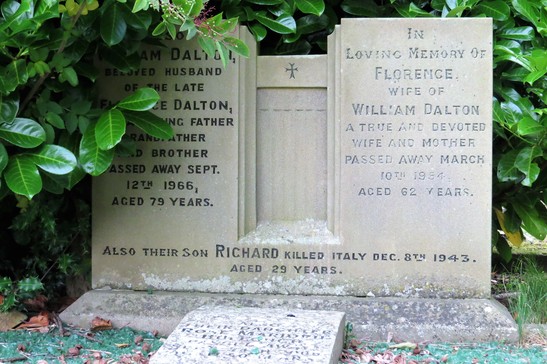 William Dalton,
beloved husband
of the late
Dalton,
father
father
brother
passed away Sept.
12th 1966,
aged 79 years.
In
Loving Memory of
Florence.
wife of
William Dalton
a true and devoted
wife and mother
passed away March
10th
aged 62 years.
Also their son Richard killed Italy Dec. 8th 1943.
aged 29 years.